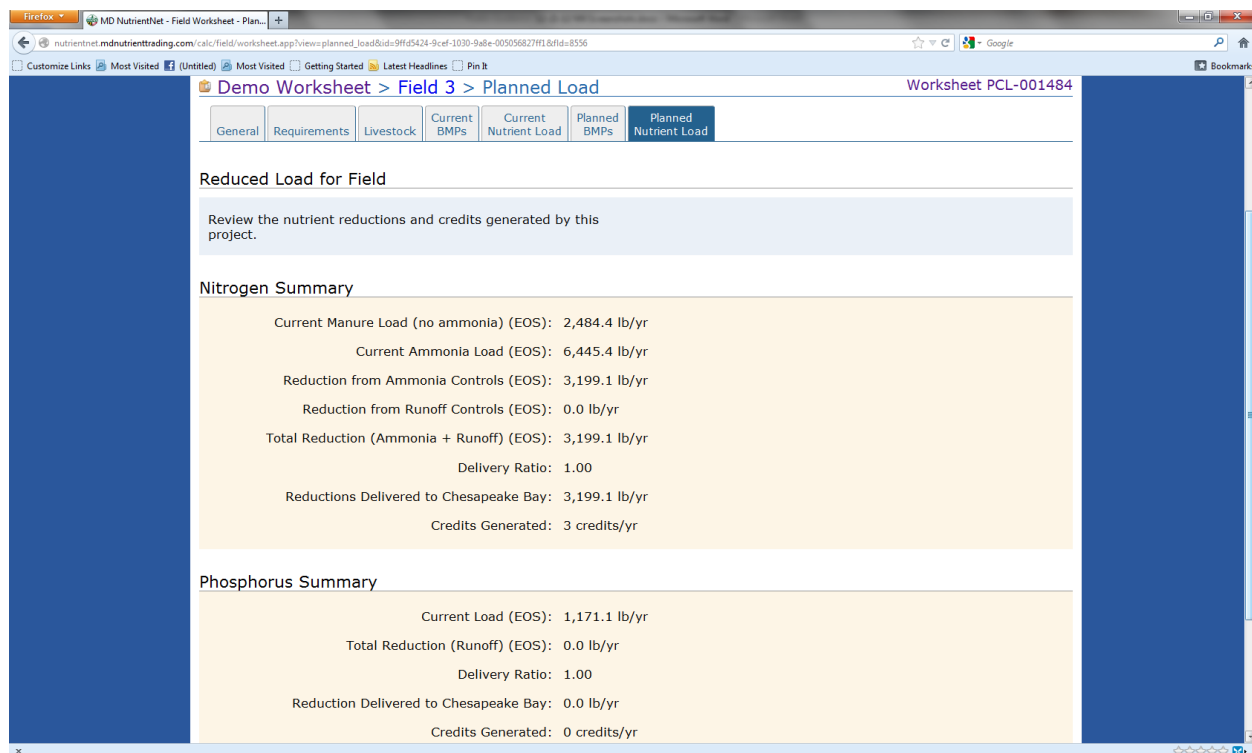 Firefox
MD NutrientNet - Field Worksheet - Plan...
nutrientnet.mdnutrienttrading.com/calc/field/worksheet.app?view=planned_load&id=9ffd5424-9cef-1030-9a8e-005056827ff1&fId=8556
Google
Customize Links Most Visited (Untitled) Most Visited Getting Started Latest Headlines Pin It Bookmark
Demo Worksheet > Field 3 > Planned Load Worksheet PCL-001484
General Requirements Livestock Current BMPs Current Nutrient Load Planned BMPs Planned Nutrient Load
Reduced Load for Field
Review the nutrient reductions and credits generated by this
project.
Nitrogen Summary
Current Manure Load (no ammonia) (EOS): 2,484.4 lb/yr
Current Ammonia Load (EOS): 6,445.4 lb/yr
Reduction from Ammonia Controls (EOS): 3,199.1 lb/yr
Reduction from Runoff Controls (EOS): 0.0 lb/yr
Total Reduction (Ammonia + Runoff) (EOS): 3,199.1 lb/yr
Delivery Ratio: 1.00
Reductions Delivered to Chesapeake Bay: 3,199.1 lb/yr
Credits Generated: 3 credits/yr
Phosphorus Summary
Current Load (EOS): 1,171.1 lb/yr
Total Reduction (Runoff) (EOS): 0.0 lb/yr
Delivery Ratio: 1.00
Reduction Delivered to Chesapeake Bay: 0.0 lb/yr
Credits Generated: 0 credits/yr